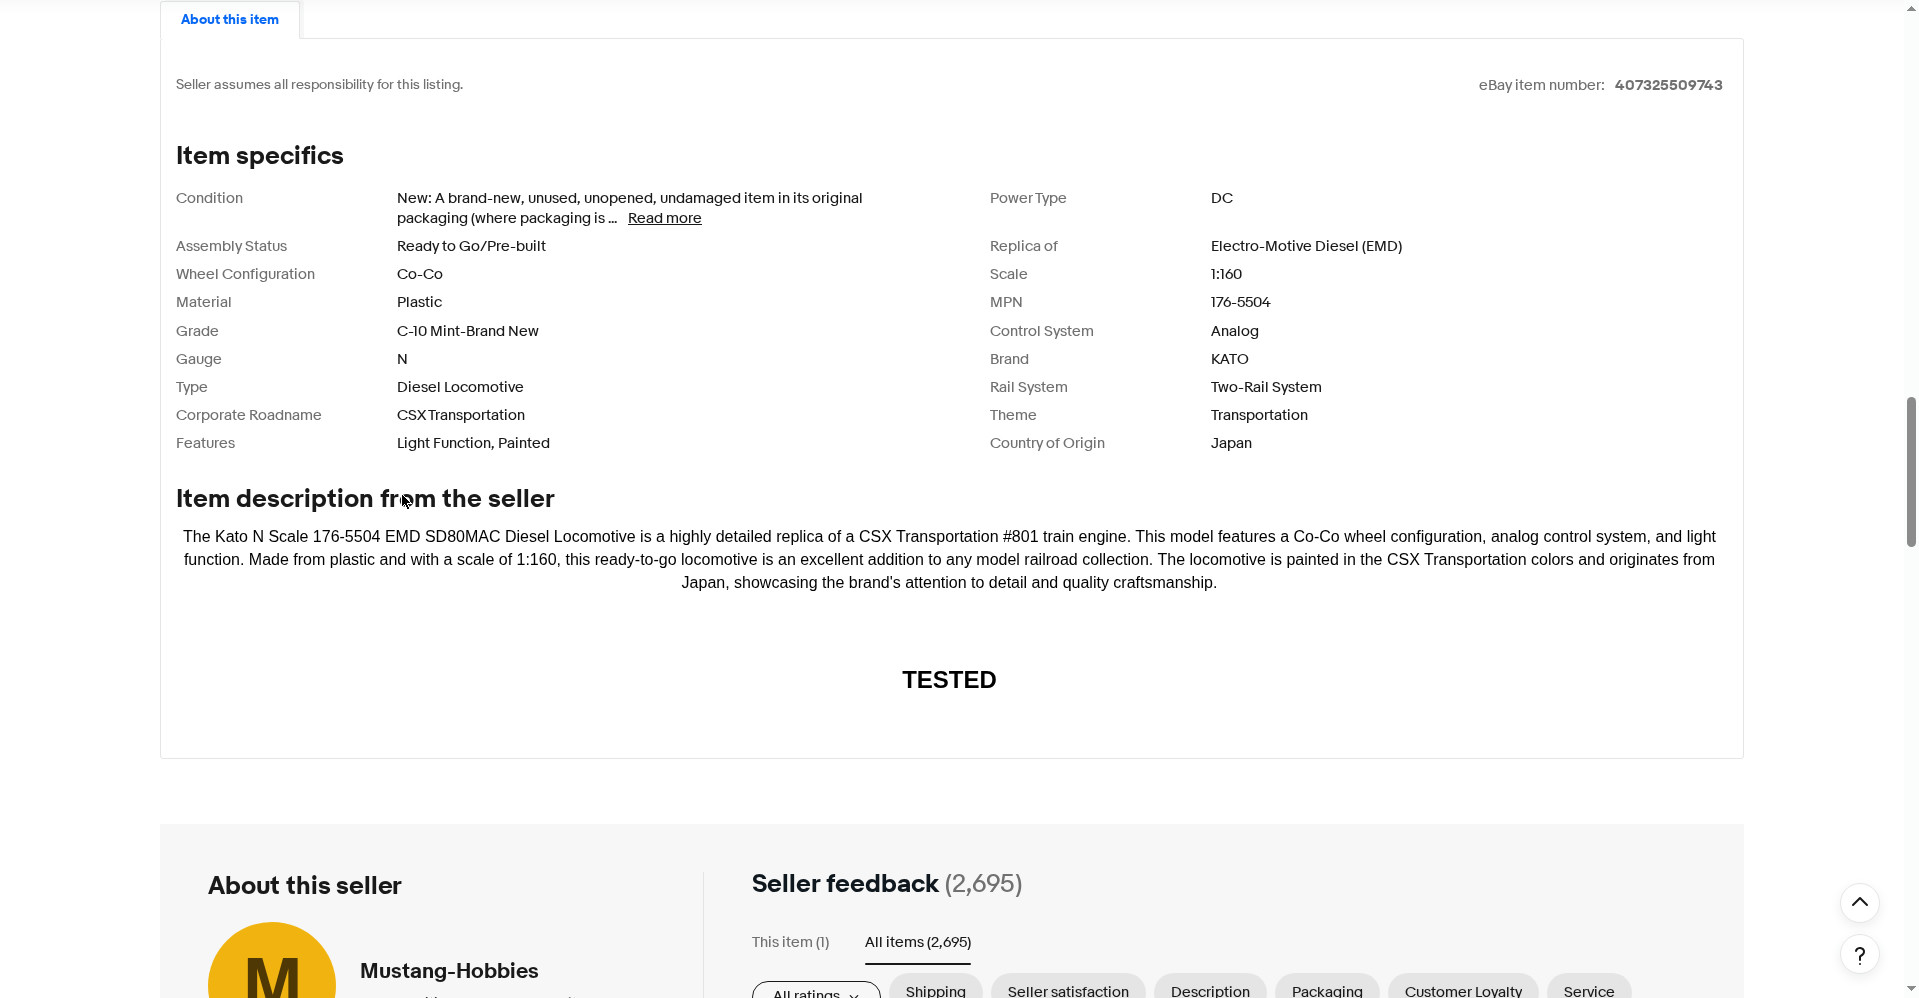 About this item
Seller assumes all responsibility for this listing.
eBay item number: 407325509743
Item specifics
Condition
New: A brand-new, unused, unopened, undamaged item in its original
packaging (where packaging is ... Read more
Power Type
DC
Assembly Status
Ready to Go/Pre-built
Replica of
Electro-Motive Diesel (EMD)
Wheel Configuration
Co-Co
Scale
1:160
Material
Plastic
MPN
176-5504
Grade
C-10 Mint-Brand New
Control System
Analog
Gauge
N
Brand
KATO
Type
Diesel Locomotive
Rail System
Two-Rail System
Corporate Roadname
CSX Transportation
Theme
Transportation
Features
Light Function, Painted
Country of Origin
Japan
Item description from the seller
The Kato N Scale 176-5504 EMD SD80MAC Diesel Locomotive is a highly detailed replica of a CSX Transportation #801 train engine. This model features a Co-Co wheel configuration, analog control system, and light
function. Made from plastic and with a scale of 1:160, this ready-to-go locomotive is an excellent addition to any model railroad collection. The locomotive is painted in the CSX Transportation colors and originates from
Japan, showcasing the brand's attention to detail and quality craftsmanship.
TESTED
About this seller
M
Mustang-Hobbies
Seller feedback (2,695)
This item (1)
All items (2,695)
All ratings
Shipping
Seller satisfaction
Description
Packaging
Customer Loyalty
Service
?